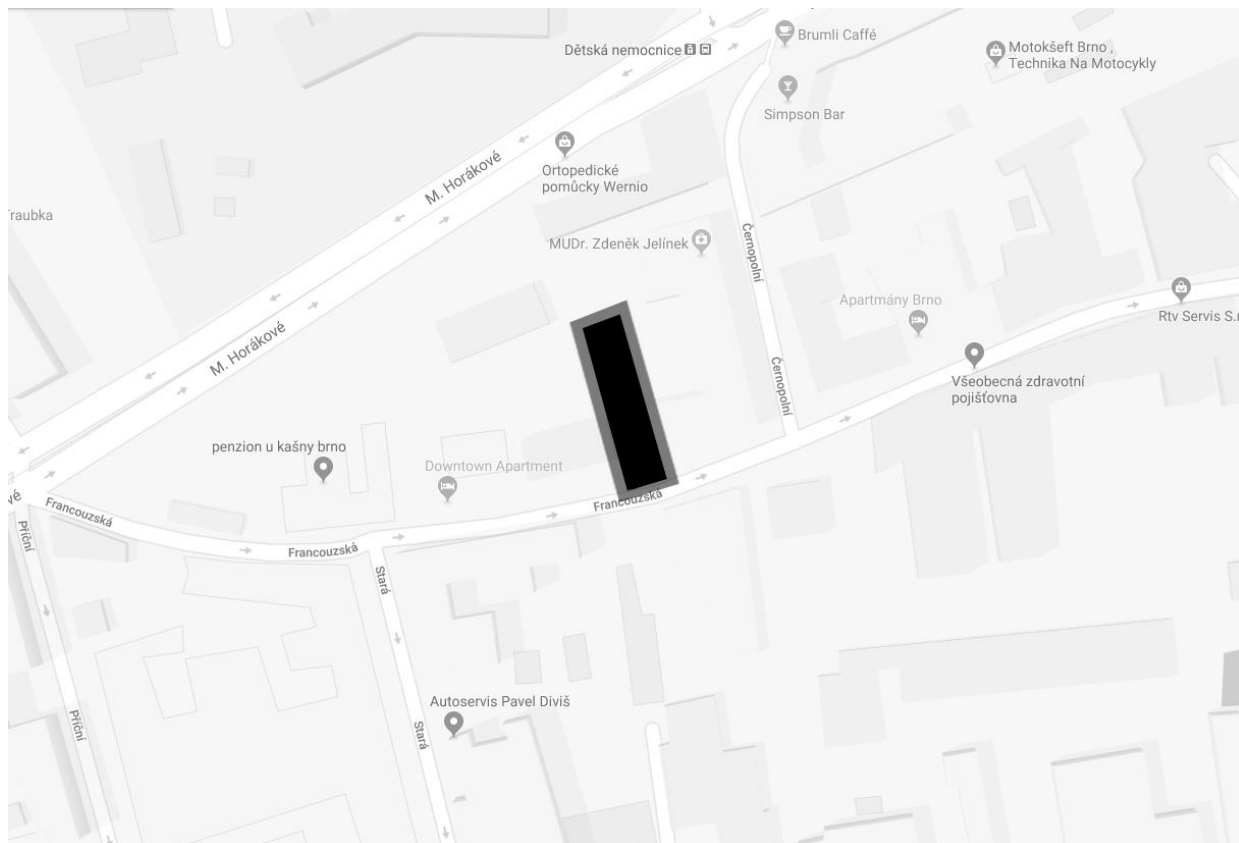 Brumli Caffé
Dětská nemocnice
Motokšeft Brno ,
Technika Na Motocykly
Simpson Bar
M. Horákové
Ortopedické
pomůcky Wernio
raubka
MUDr. Zdeněk Jelínek
Černopolní
Apartmány Brno
Rtv Servis S.r
M. Horákové
Černopolní
Všeobecná zdravotní
pojišťovna
penzion u kašny brno
Downtown Apartment
vé
Francouzská
Francouzská
Příční
Francouzská
Stará
Autoservis Pavel Diviš
Příční
Stará